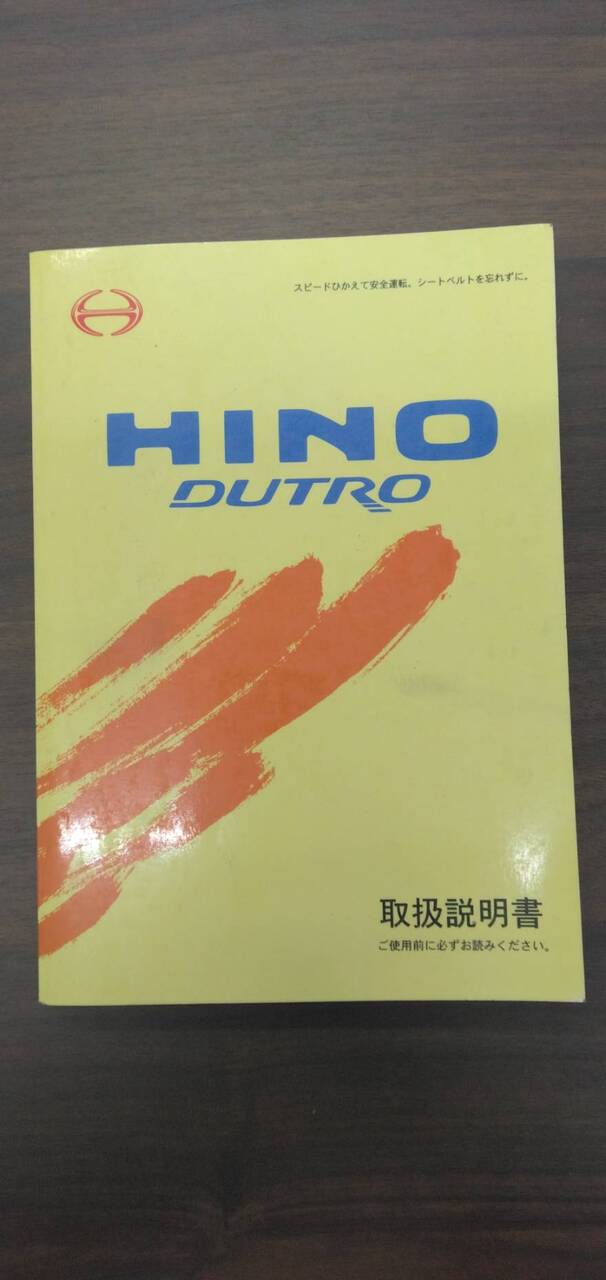 スピードひかえて安全運転。シートベルトを忘れずに。
HINO
DUTRO
取扱説明書
ご使用前に必ずお読みください。